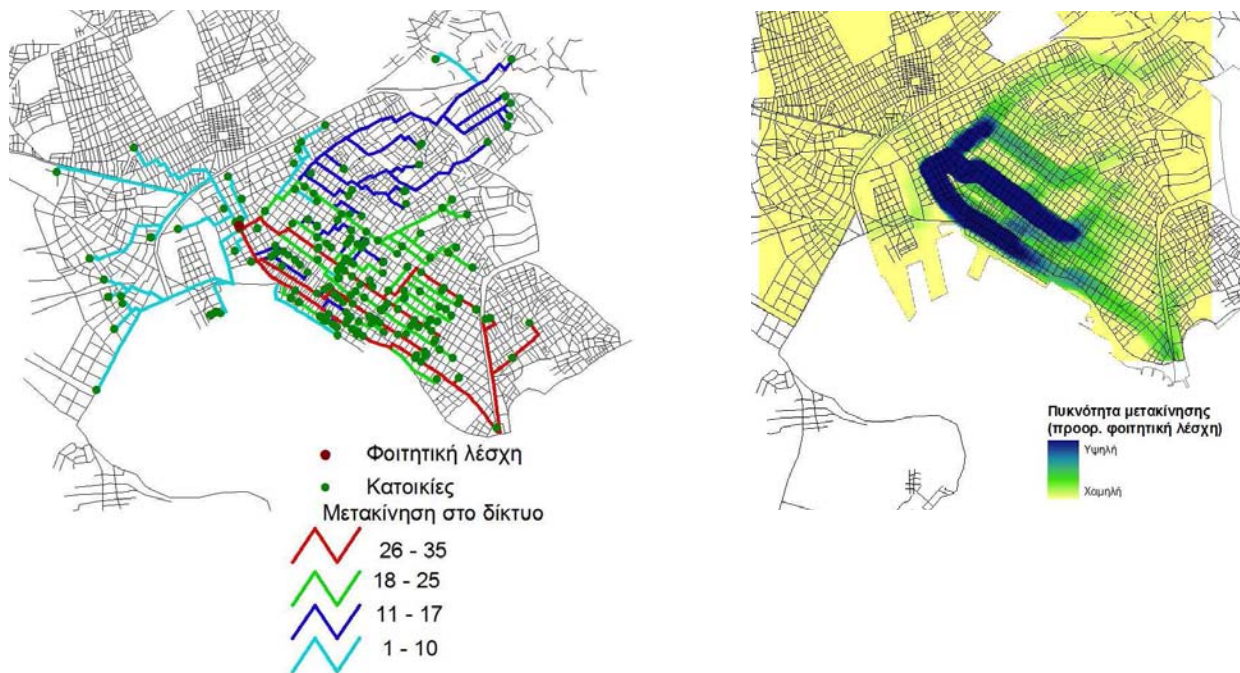 Φοιτητική λέσχη
Κατοικίες
Μετακίνηση στο δίκτυο
26 - 35
18 - 25
11 - 17
1 - 10
Πυκνότητα μετακίνησης
(προορ. φοιτητική λέσχη)
Υψηλή
Χαμηλή